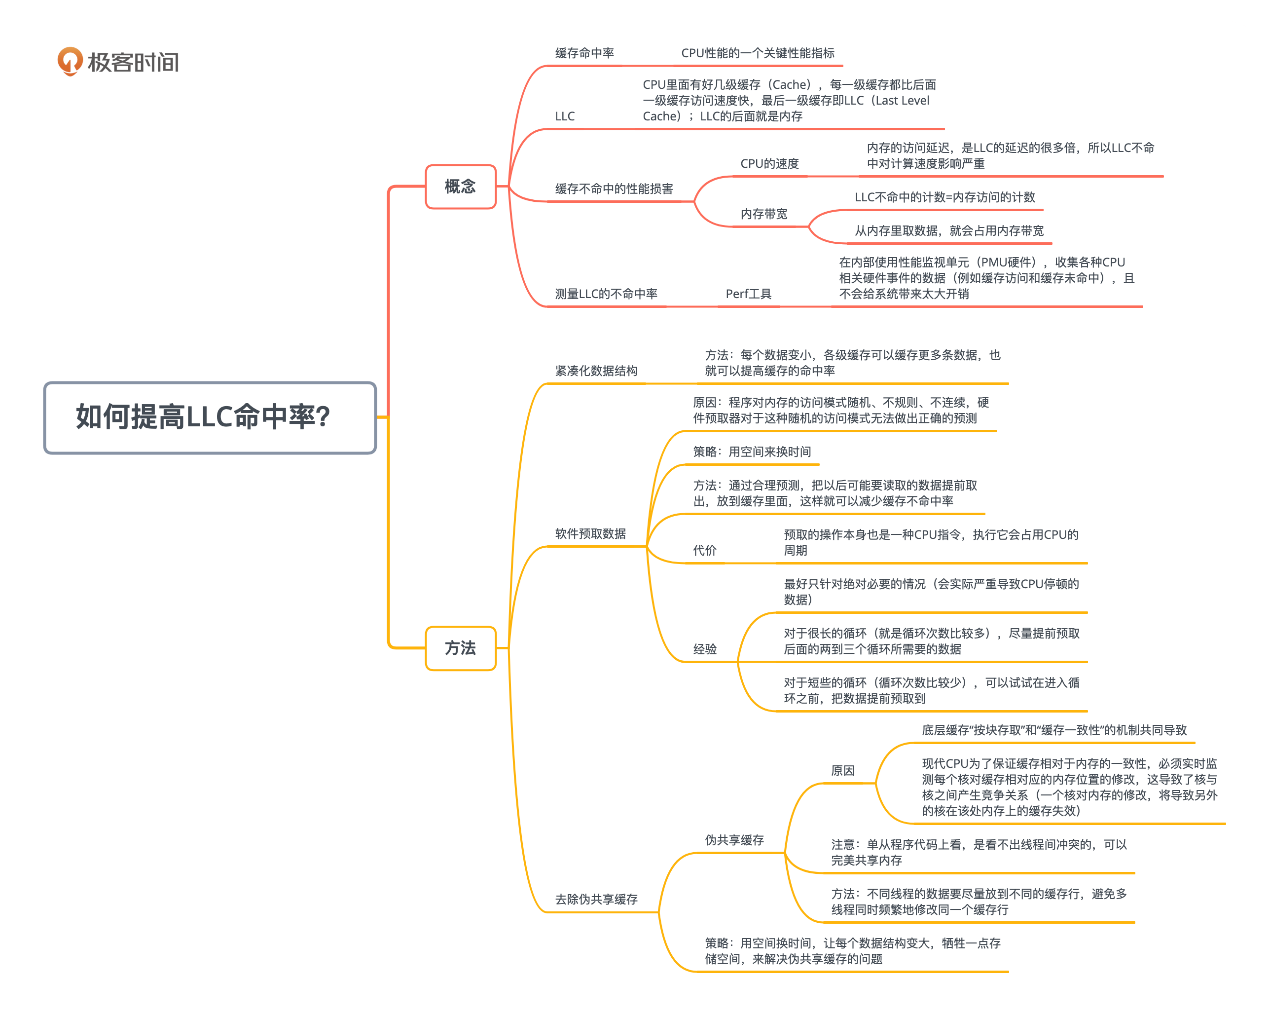 极客时间
如何提高LLC命中率？
概念
缓存命中率
CPU性能的一个关键性能指标
LLC
CPU里面有好几级缓存（Cache），每一级缓存都比后面
一级缓存访问速度快，最后一级缓存即LLC（Last Level
Cache）；LLC的后面就是内存
缓存不命中的性能损害
CPU的速度
内存的访问延迟，是LLC的延迟的很多倍，所以LLC不命
中对计算速度影响严重
内存带宽
LLC不命中的计数=内存访问的计数
从内存里取数据，就会占用内存带宽
测量LLC的不命中率
Perf工具
在内部使用性能监视单元（PMU硬件），收集各种CPU
相关硬件事件的数据（例如缓存访问和缓存未命中），且
不会给系统带来太大开销
方法
紧凑化数据结构
方法：每个数据变小，各级缓存可以缓存更多条数据，也
就可以提高缓存的命中率
软件预取数据
原因：程序对内存的访问模式随机、不规则、不连续，硬
件预取器对于这种随机的访问模式无法做出正确的预测
策略：用空间来换时间
方法：通过合理预测，把以后可能要读取的数据提前取
出，放到缓存里面，这样就可以减少缓存不命中率
代价
预取的操作本身也是一种CPU指令，执行它会占用CPU的
周期
经验
最好只针对绝对必要的情况（会实际严重导致CPU停顿的
数据）
对于很长的循环（就是循环次数比较多），尽量提前预取
后面的两到三个循环所需要的数据
对于短些的循环（循环次数比较少），可以试试在进入循
环之前，把数据提前预取到
去除伪共享缓存
伪共享缓存
原因
底层缓存“按块存取”和“缓存一致性”的机制共同导致
现代CPU为了保证缓存相对于内存的一致性，必须实时监
测每个核对缓存相对应的内存位置的修改，这导致了核与
核之间产生竞争关系（一个核对内存的修改，将导致另外
的核在该处内存上的缓存失效）
注意：单从程序代码上看，是看不出线程间冲突的，可以
完美共享内存
方法：不同线程的数据要尽量放到不同的缓存行，避免多
线程同时频繁地修改同一个缓存行
策略：用空间换时间，让每个数据结构变大，牺牲一点存
储空间，来解决伪共享缓存的问题